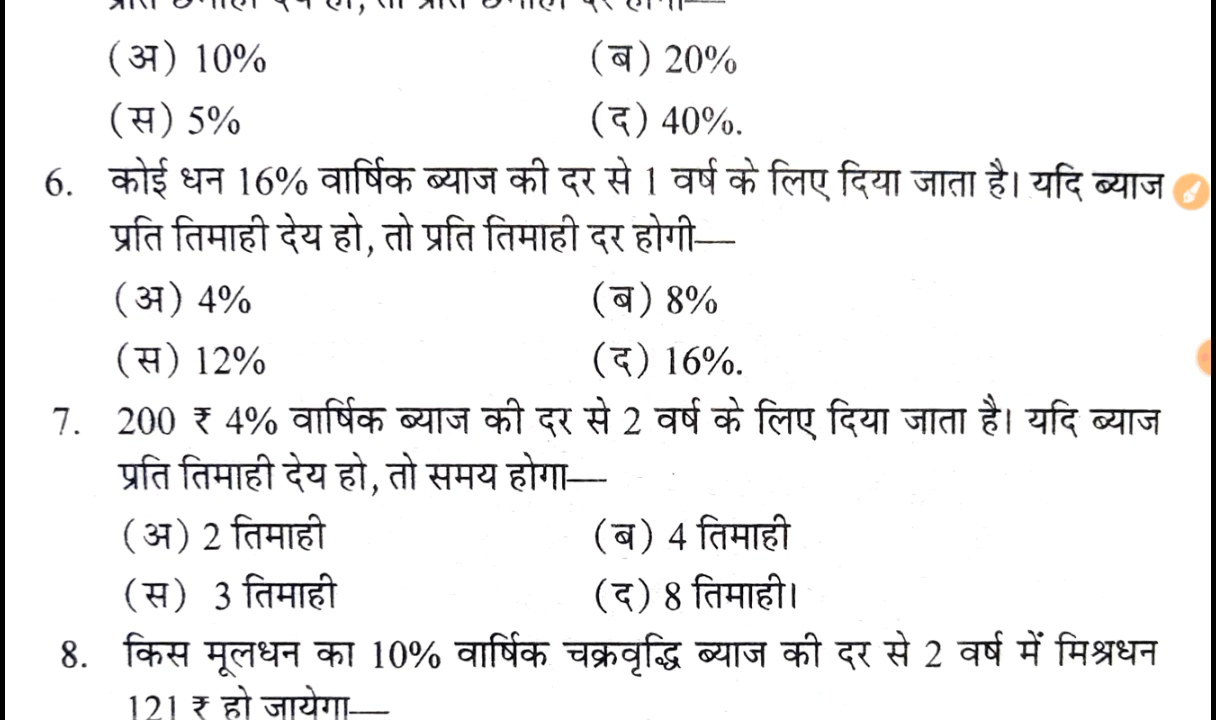 (अ) 10% (ब) 20%
(स) 5% (द) 40%.
6. कोई धन 16% वार्षिक ब्याज की दर से 1 वर्ष के लिए दिया जाता है। यदि ब्याज
प्रति तिमाही देय हो, तो प्रति तिमाही दर होगी—
(अ) 4% (ब) 8%
(स) 12% (द) 16%.
7. 200 ₹ 4% वार्षिक ब्याज की दर से 2 वर्ष के लिए दिया जाता है। यदि ब्याज
प्रति तिमाही देय हो, तो समय होगा—
(अ) 2 तिमाही (ब) 4 तिमाही
(स) 3 तिमाही (द) 8 तिमाही।
8. किस मूलधन का 10% वार्षिक चक्रवृद्धि ब्याज की दर से 2 वर्ष में मिश्रधन
121 ₹ हो जायेगा—